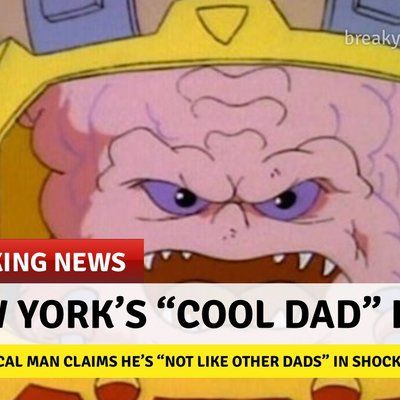 breaky
KING NEWS
W YORK’S “COOL DAD”
CAL MAN CLAIMS HE’S “NOT LIKE OTHER DADS” IN SHOCK